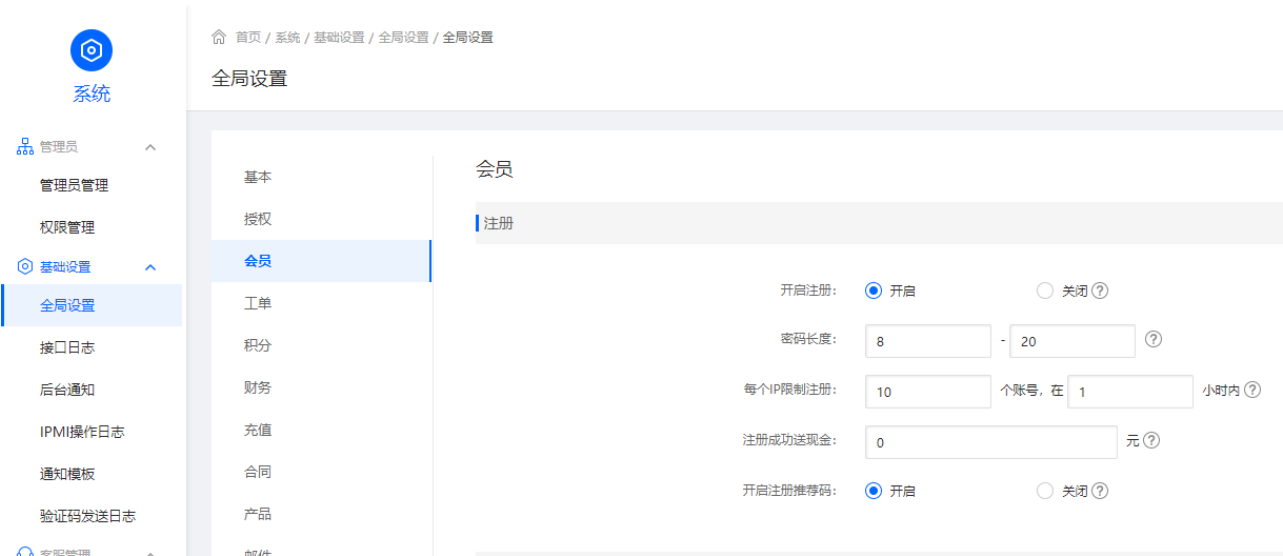 系统
管理员
管理员管理
权限管理
基础设置
全局设置
接口日志
后台通知
IPMI操作日志
通知模板
验证码发送日志
客服管理
首页 / 系统 / 基础设置 / 全局设置 / 全局设置
全局设置
基本
授权
会员
工单
积分
财务
充值
合同
产品
邮件
会员
注册
开启注册: 开启 关闭 ?
密码长度: 8 - 20 ?
每个IP限制注册: 10 个账号, 在 1 小时内 ?
注册成功送现金: 0 元 ?
开启注册推荐码: 开启 关闭 ?